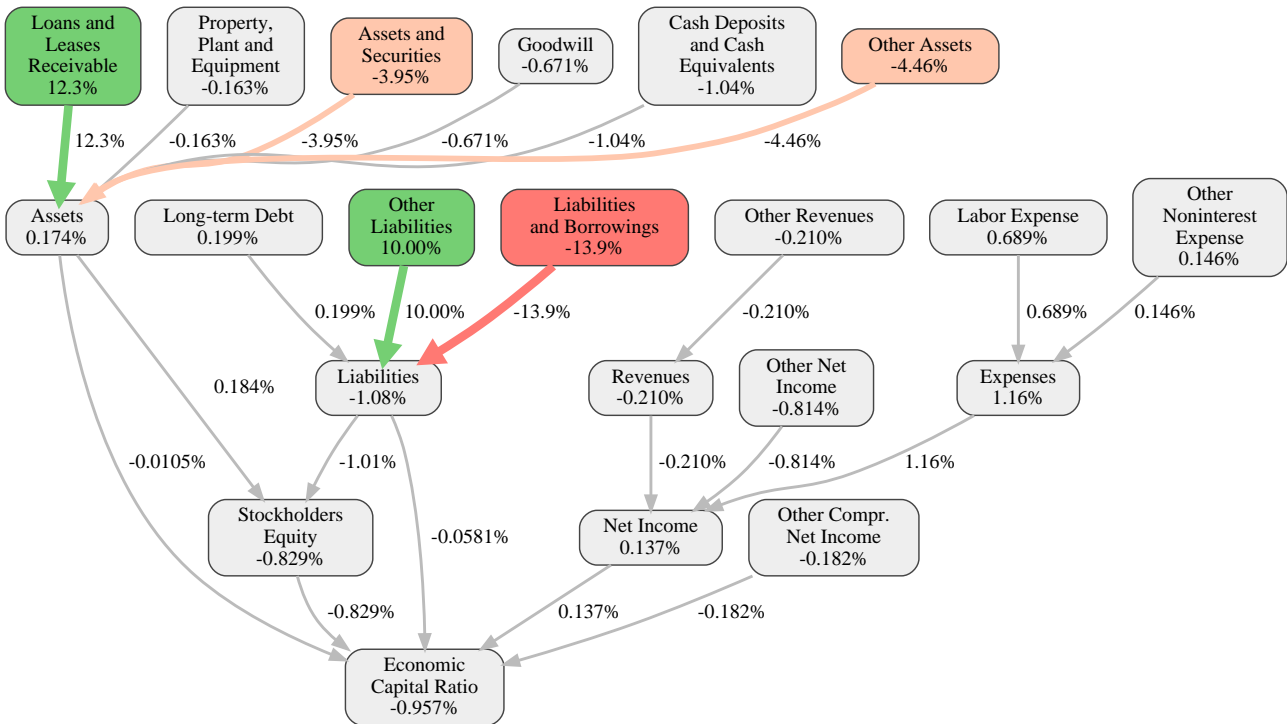 Loans and
Leases
Receivable
12.3%
Property,
Plant and
Equipment
-0.163%
Assets and
Securities
-3.95%
Goodwill
-0.671%
Cash Deposits
and Cash
Equivalents
-1.04%
Other Assets
-4.46%
12.3%
-0.163%
-3.95%
-0.671%
-1.04%
-4.46%
Assets
0.174%
Long-term Debt
0.199%
Other
Liabilities
10.00%
Liabilities
and Borrowings
-13.9%
Other Revenues
-0.210%
Labor Expense
0.689%
Other
Noninterest
Expense
0.146%
0.199%
10.00%
-13.9%
-0.210%
0.689%
0.146%
Liabilities
-1.08%
Revenues
-0.210%
Other Net
Income
-0.814%
Expenses
1.16%
0.184%
-0.0105%
-1.01%
-0.210%
-0.814%
1.16%
Stockholders
Equity
-0.829%
-0.0581%
Net Income
0.137%
Other Compr.
Net Income
-0.182%
-0.829%
0.137%
-0.182%
Economic
Capital Ratio
-0.957%